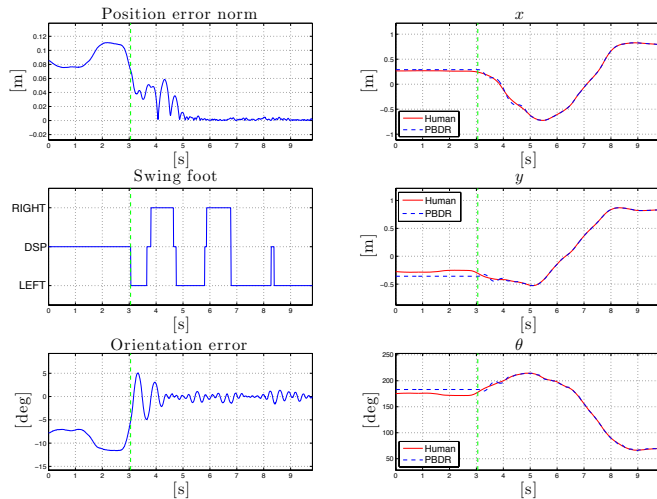 Position error norm
[m]
0.12
0.1
0.08
0.06
0.04
0.02
0
−0.02
0 1 2 3 4 5 6 7 8 9
[s]
x
[m]
1
0.5
0
−0.5
−1
Human
PBDR
0 1 2 3 4 5 6 7 8 9
[s]
Swing foot
RIGHT
DSP
LEFT
0 1 2 3 4 5 6 7 8 9
[s]
y
[m]
Human
PBDR
0.5
0
−0.5
0 1 2 3 4 5 6 7 8 9
[s]
Orientation error
[deg]
5
0
−5
−10
−15
0 1 2 3 4 5 6 7 8 9
[s]
θ
[deg]
200
150
100
50
Human
PBDR
0 1 2 3 4 5 6 7 8 9
[s]